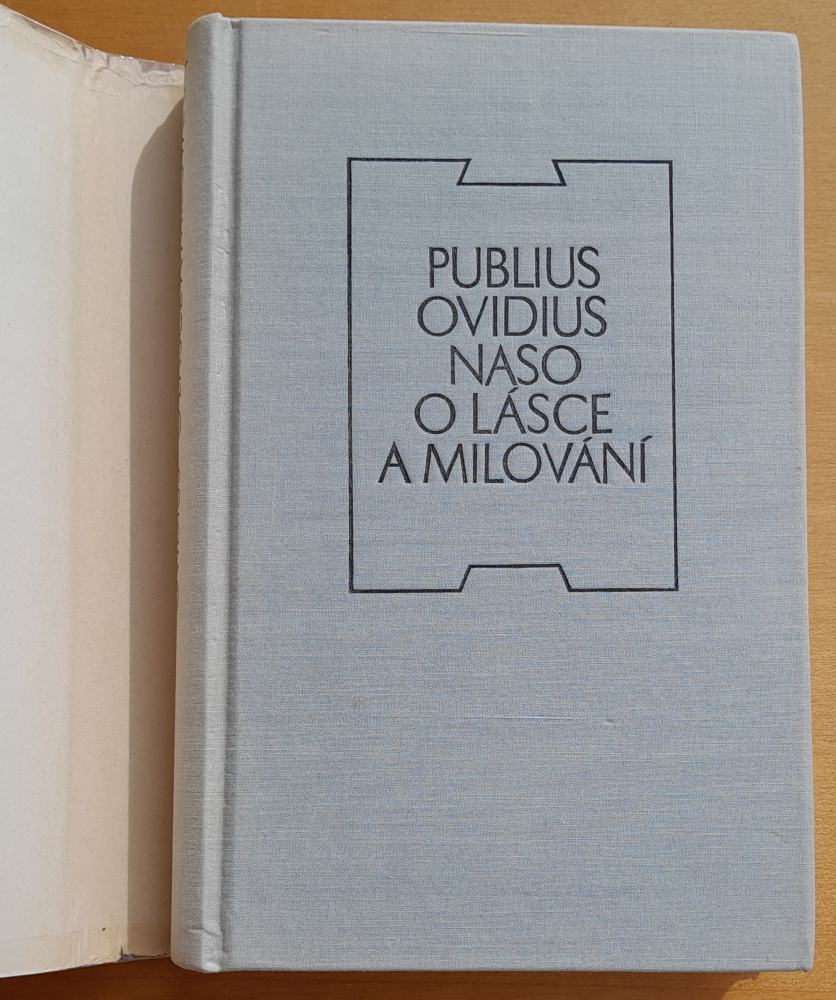 PUBLIUS
OVIDIUS
NASO
O LÁSCE
A MILOVÁNÍ